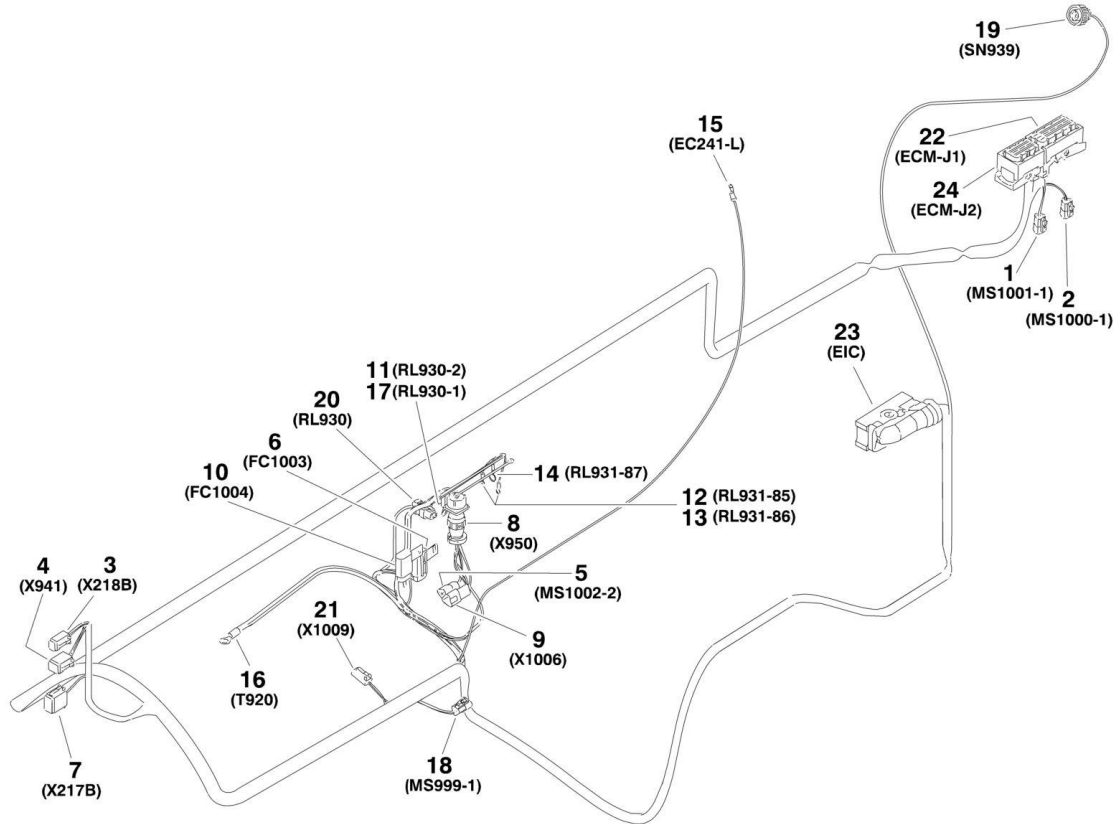 19
(SN939)
15
(EC241-L)
22
(ECM-J1)
24
(ECM-J2)
1
(MS1001-1)
2
(MS1000-1)
23
(EIC)
11 (RL930-2)
17 (RL930-1)
20
(RL930)
6
(FC1003)
10
(FC1004)
14 (RL931-87)
12 (RL931-85)
13 (RL931-86)
8
(X950)
5
(MS1002-2)
9
(X1006)
4
(X941)
3
(X218B)
21
(X1009)
16
(T920)
7
(X217B)
18
(MS999-1)